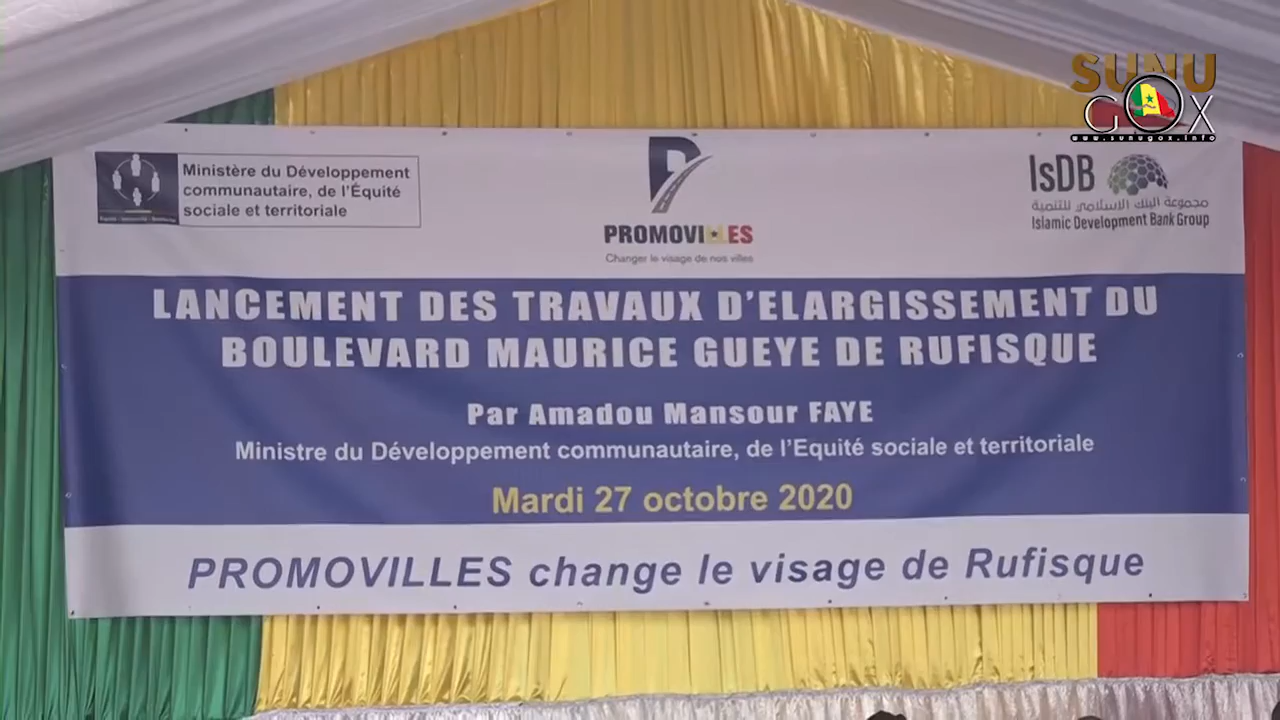 SUNU
GOX
www.sunugox.info
Ministère du Développement
communautaire, de l'Équité
sociale et territoriale
PROMOVILLES
Changer le visage de nos villes
IsDB
مجموعة البنك الاسلامي للتنمية
Islamic Development Bank Group
LANCEMENT DES TRAVAUX D'ELARGISSEMENT DU
BOULEVARD MAURICE GUEYE DE RUFISQUE
Par Amadou Mansour FAYE
Ministre du Développement communautaire, de l'Equité sociale et territoriale
Mardi 27 octobre 2020
PROMOVILLES change le visage de Rufisque